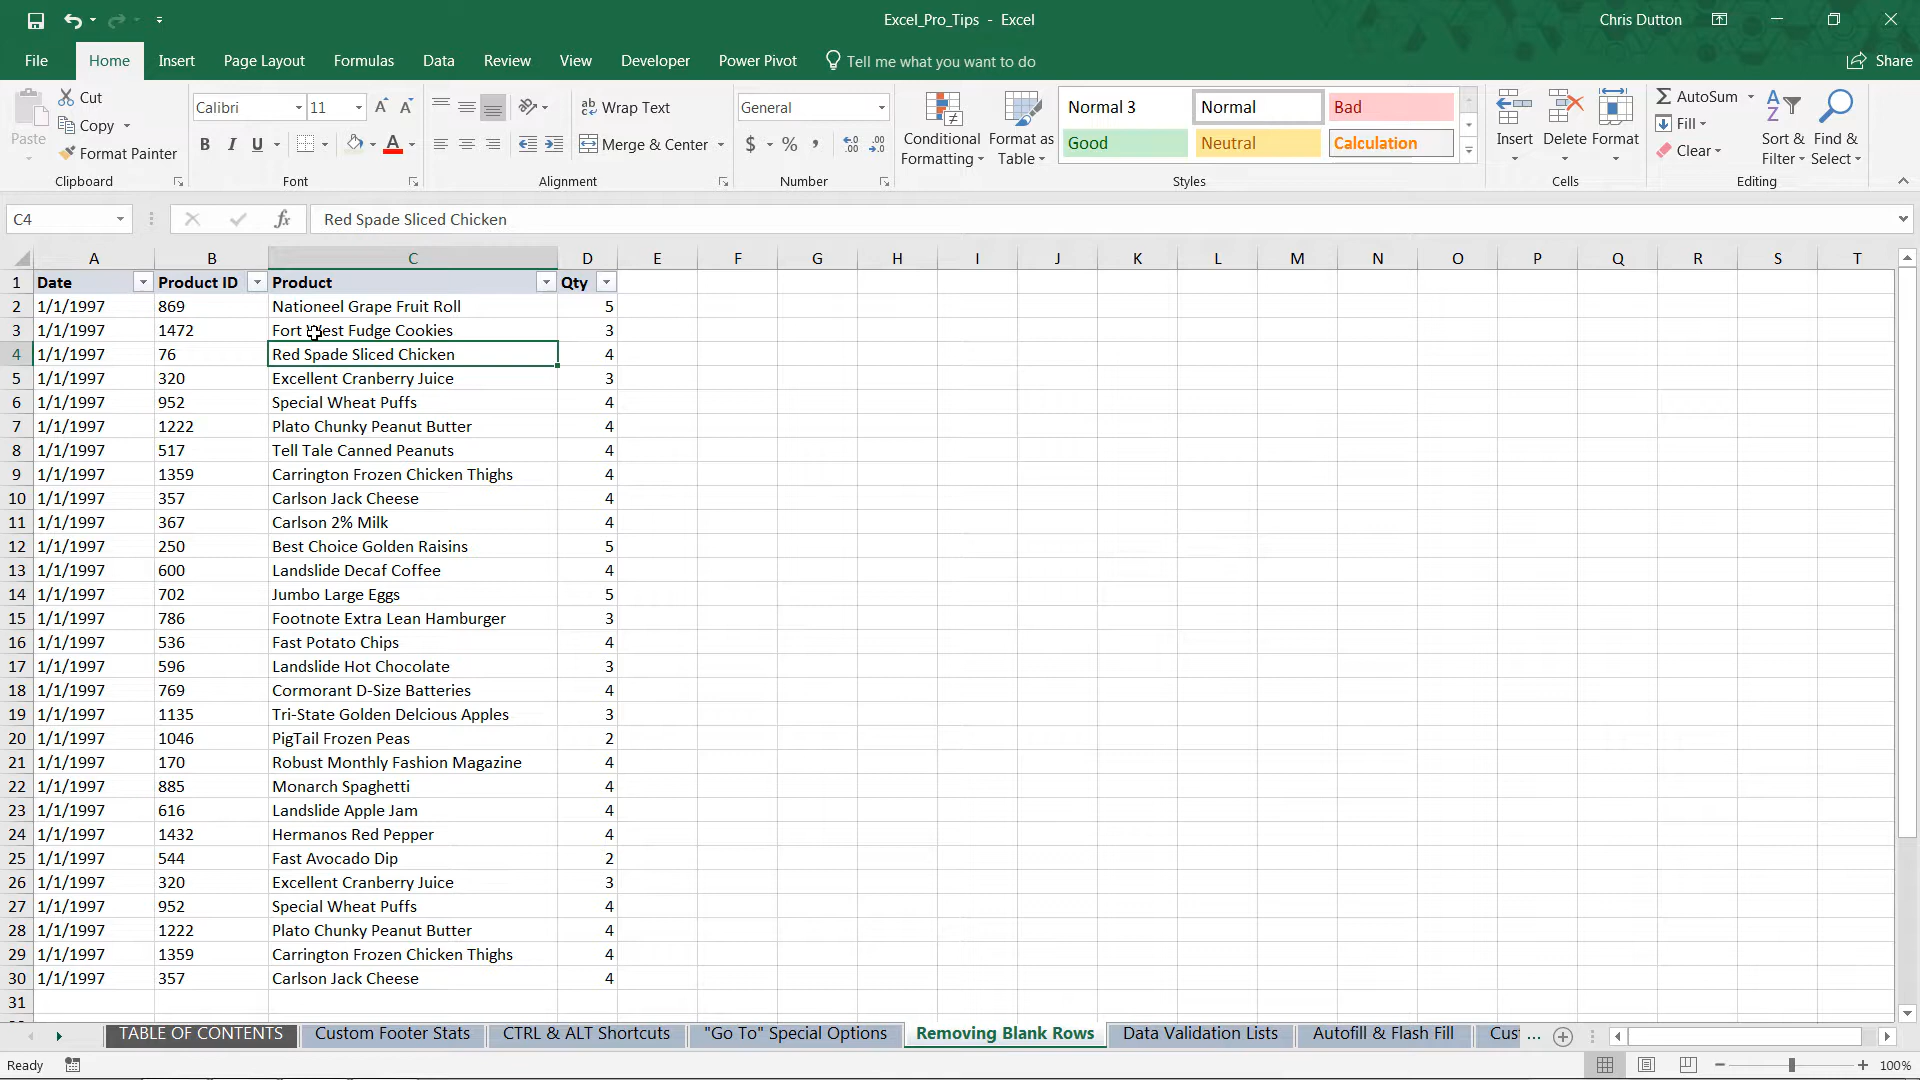 Excel_Pro_Tips - Excel
Chris Dutton
File Home Insert Page Layout Formulas Data Review View Developer Power Pivot Tell me what you want to do Share
Paste
Cut
Copy
Format Painter
Clipboard
Calibri 11
B I U
Font
Wrap Text
Merge & Center
Alignment
General
$ % ,
Number
Conditional Formatting
Format as Table
Normal 3 Normal Bad
Good Neutral Calculation
Styles
Insert Delete Format
Cells
AutoSum
Fill
Clear
Sort & Filter
Find & Select
Editing
C4 fx Red Spade Sliced Chicken
A B C D E F G H I J K L M N O P Q R S T
1 Date Product ID Product Qty
2 1/1/1997 869 Nationeel Grape Fruit Roll 5
3 1/1/1997 1472 Fort West Fudge Cookies 3
4 1/1/1997 76 Red Spade Sliced Chicken 4
5 1/1/1997 320 Excellent Cranberry Juice 3
6 1/1/1997 952 Special Wheat Puffs 4
7 1/1/1997 1222 Plato Chunky Peanut Butter 4
8 1/1/1997 517 Tell Tale Canned Peanuts 4
9 1/1/1997 1359 Carrington Frozen Chicken Thighs 4
10 1/1/1997 357 Carlson Jack Cheese 4
11 1/1/1997 367 Carlson 2% Milk 4
12 1/1/1997 250 Best Choice Golden Raisins 5
13 1/1/1997 600 Landslide Decaf Coffee 4
14 1/1/1997 702 Jumbo Large Eggs 5
15 1/1/1997 786 Footnote Extra Lean Hamburger 3
16 1/1/1997 536 Fast Potato Chips 4
17 1/1/1997 596 Landslide Hot Chocolate 3
18 1/1/1997 769 Cormorant D-Size Batteries 4
19 1/1/1997 1135 Tri-State Golden Delcious Apples 3
20 1/1/1997 1046 PigTail Frozen Peas 2
21 1/1/1997 170 Robust Monthly Fashion Magazine 4
22 1/1/1997 885 Monarch Spaghetti 4
23 1/1/1997 616 Landslide Apple Jam 4
24 1/1/1997 1432 Hermanos Red Pepper 4
25 1/1/1997 544 Fast Avocado Dip 2
26 1/1/1997 320 Excellent Cranberry Juice 3
27 1/1/1997 952 Special Wheat Puffs 4
28 1/1/1997 1222 Plato Chunky Peanut Butter 4
29 1/1/1997 1359 Carrington Frozen Chicken Thighs 4
30 1/1/1997 357 Carlson Jack Cheese 4
31
TABLE OF CONTENTS Custom Footer Stats CTRL & ALT Shortcuts "Go To" Special Options Removing Blank Rows Data Validation Lists Autofill & Flash Fill Cus ...
Ready 100%